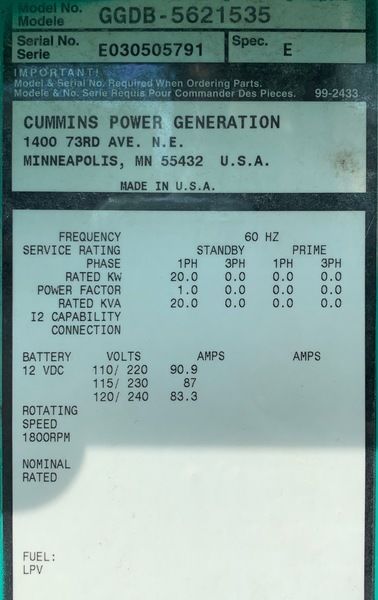 Model No. GGDB-5621535
Modele
Serial No. E030505791 Spec. E
Serie
IMPORTANT!
Model & Serial No. Required When Ordering Parts.
Modele & No. Serie Requis Pour Commander Des Pieces. 99-2433
CUMMINS POWER GENERATION
1400 73RD AVE. N.E.
MINNEAPOLIS, MN 55432 U.S.A.
MADE IN U.S.A.
FREQUENCY 60 HZ
SERVICE RATING STANDBY PRIME
PHASE 1PH 3PH 1PH 3PH
RATED KW 20.0 0.0 0.0 0.0
POWER FACTOR 1.0 0.0 0.0 0.0
RATED KVA 20.0 0.0 0.0 0.0
I2 CAPABILITY
CONNECTION
BATTERY VOLTS AMPS AMPS
12 VDC 110/ 220 90.9
115/ 230 87
120/ 240 83.3
ROTATING
SPEED
1800RPM
NOMINAL
RATED
FUEL:
LPV